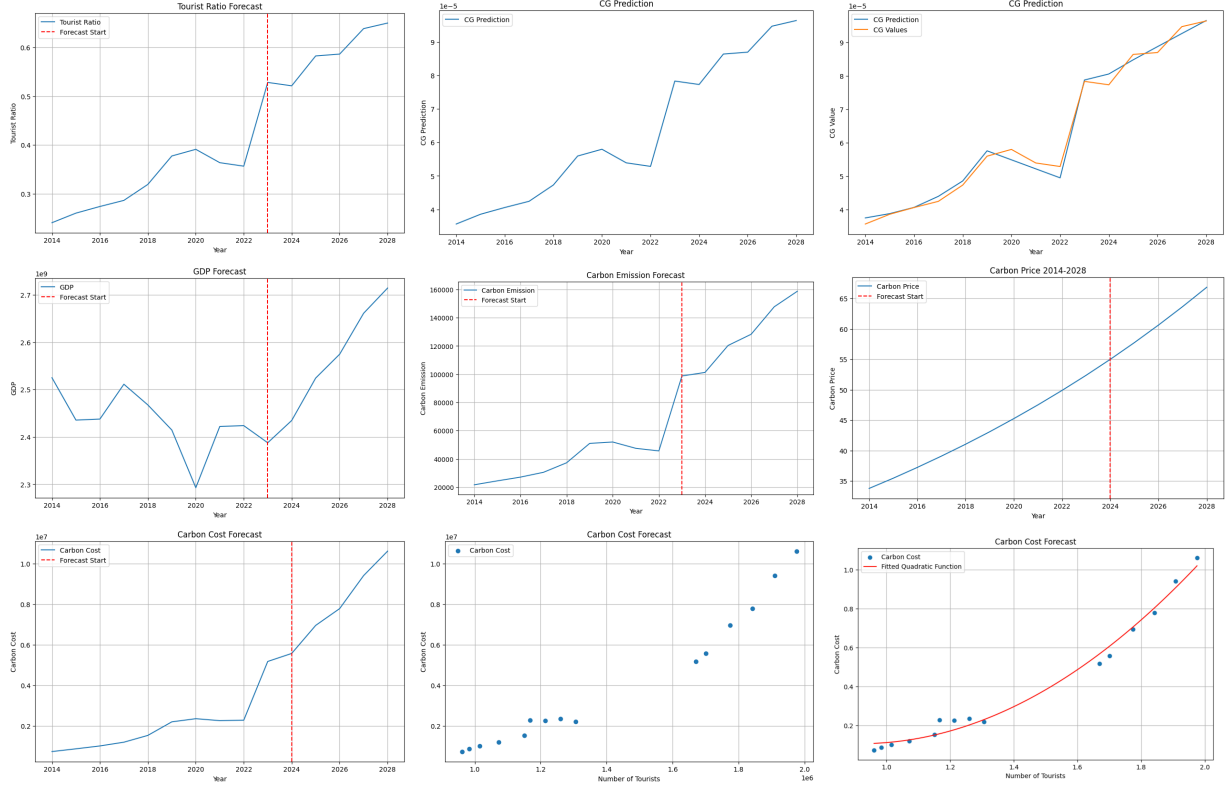 Tourist Ratio Forecast
Tourist Ratio
Forecast Start
0.6
0.5
0.4
0.3
Tourist Ratio
2014 2016 2018 2020 2022 2024 2026 2028
Year
CG Prediction
1e−5
CG Prediction
9
8
7
6
5
4
CG Prediction
2014 2016 2018 2020 2022 2024 2026 2028
Year
CG Prediction
1e−5
CG Prediction
CG Values
9
8
7
6
5
4
CG Value
2014 2016 2018 2020 2022 2024 2026 2028
Year
GDP Forecast
1e9
GDP
Forecast Start
2.7
2.6
2.5
2.4
2.3
GDP
2014 2016 2018 2020 2022 2024 2026 2028
Year
Carbon Emission Forecast
Carbon Emission
Forecast Start
160000
140000
120000
100000
80000
60000
40000
20000
Carbon Emission
2014 2016 2018 2020 2022 2024 2026 2028
Year
Carbon Price 2014-2028
Carbon Price
Forecast Start
65
60
55
50
45
40
35
Carbon Price
2014 2016 2018 2020 2022 2024 2026 2028
Year
Carbon Cost Forecast
1e7
Carbon Cost
Forecast Start
1.0
0.8
0.6
0.4
0.2
Carbon Cost
2014 2016 2018 2020 2022 2024 2026 2028
Year
Carbon Cost Forecast
1e7
Carbon Cost
1.0
0.8
0.6
0.4
0.2
Carbon Cost
1.0 1.2 1.4 1.6 1.8 2.0
1e6
Number of Tourists
Carbon Cost Forecast
Carbon Cost
Fitted Quadratic Function
1.0
0.8
0.6
0.4
0.2
0.0
Carbon Cost
1.0 1.2 1.4 1.6 1.8 2.0
Number of Tourists